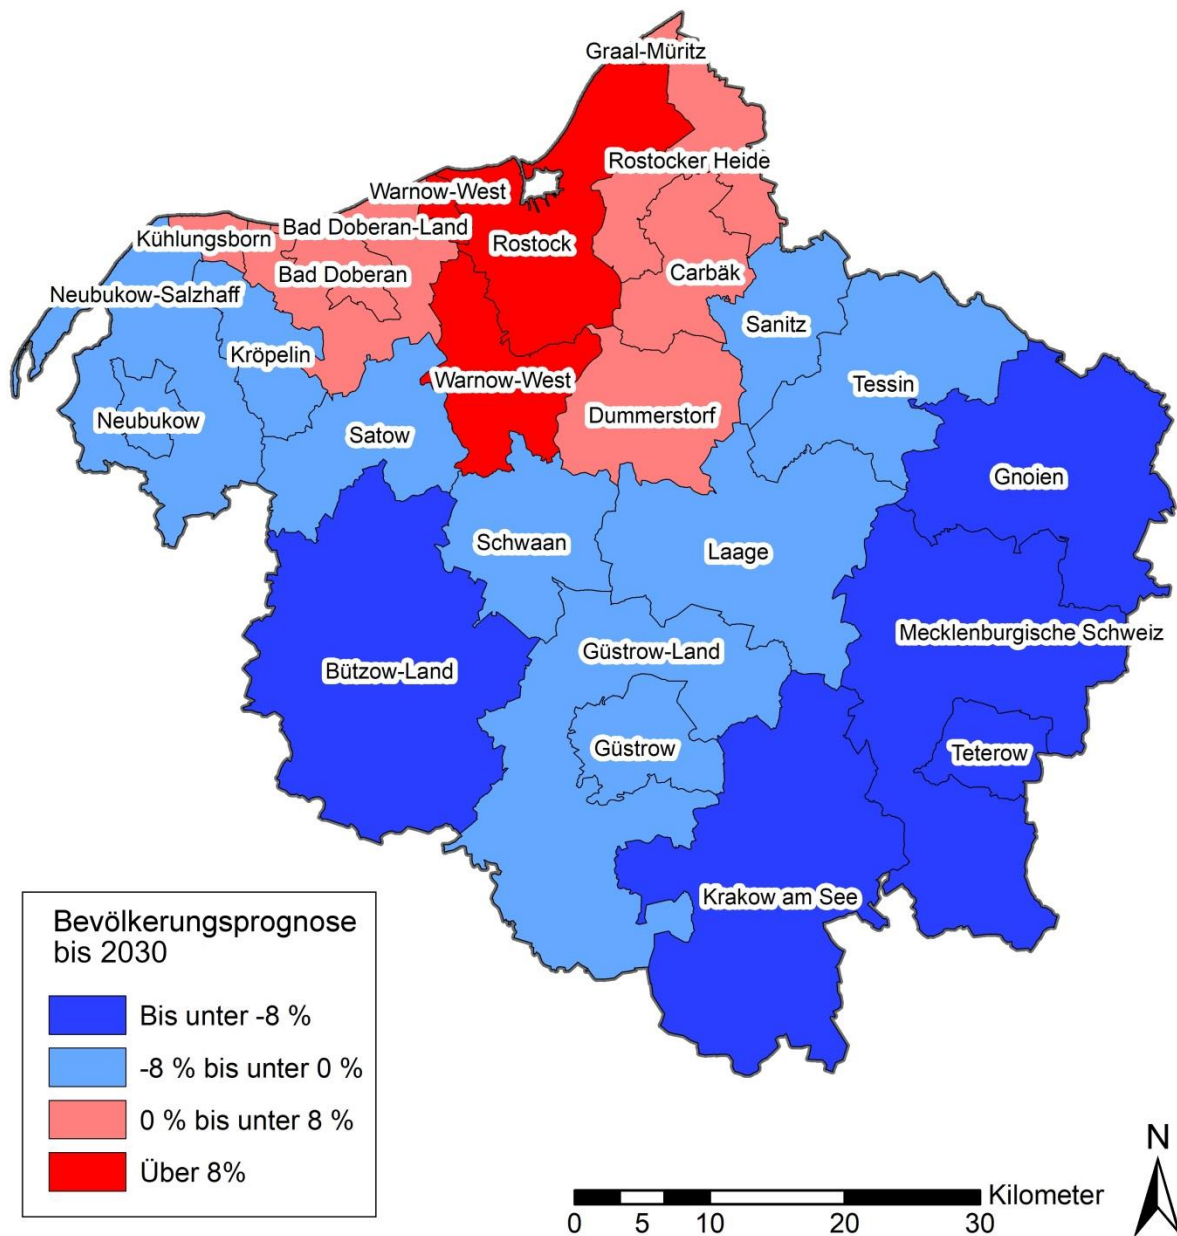 Graal-Müritz
Rostocker Heide
Warnow-West
Bad Doberan-Land
Kühlungsborn
Rostock
Bad Doberan
Carbäk
Neubukow-Salzhaff
Sanitz
Kröpelin
Warnow-West
Tessin
Dummerstorf
Neubukow
Satow
Gnoien
Schwaan
Laage
Mecklenburgische Schweiz
Güstrow-Land
Bützow-Land
Güstrow
Teterow
Krakow am See
Bevölkerungsprognose
bis 2030
Bis unter -8 %
-8 % bis unter 0 %
0 % bis unter 8 %
Über 8%
N
Kilometer
0 5 10 20 30